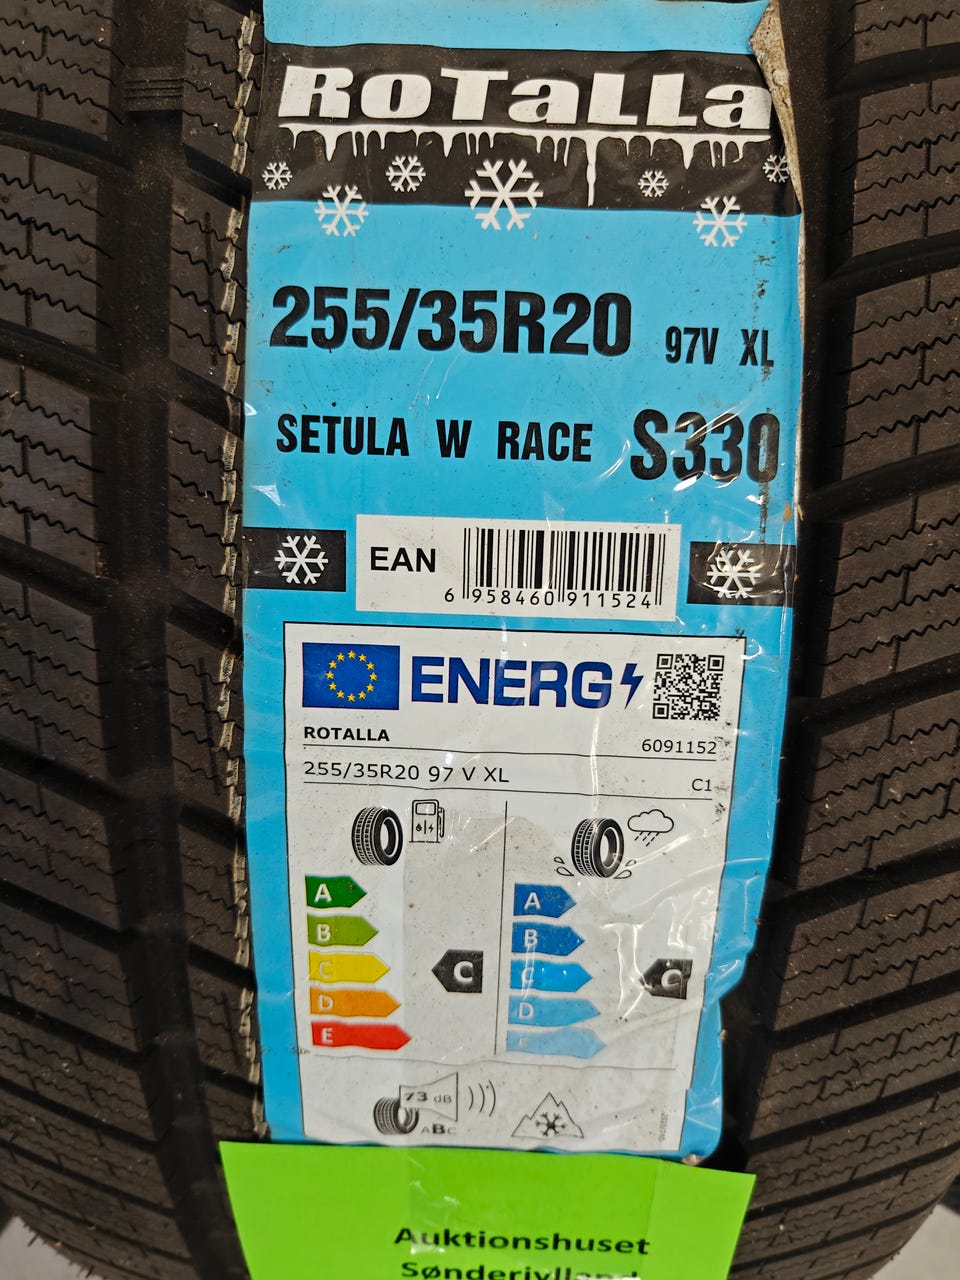 RoTaLLa
255/35R20 97V XL
SETULA W RACE S330
EAN
6 958460 911524
ENERG
ROTALLA 6091152
255/35R20 97 V XL C1
A A
B B
C C C C
D D
E E
73 dB
ABC
Auktionshuset
Sønderjylland